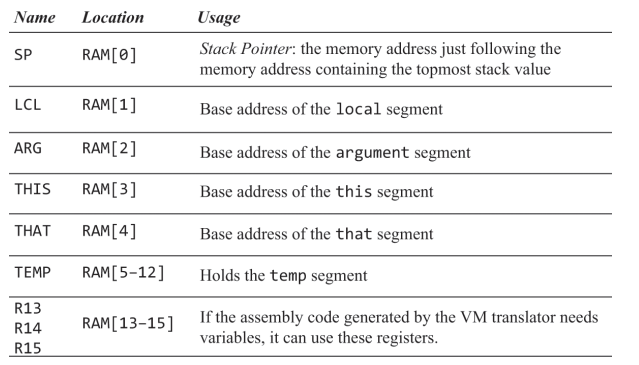 Name Location Usage
SP RAM[0] Stack Pointer: the memory address just following the
memory address containing the topmost stack value
LCL RAM[1] Base address of the local segment
ARG RAM[2] Base address of the argument segment
THIS RAM[3] Base address of the this segment
THAT RAM[4] Base address of the that segment
TEMP RAM[5–12] Holds the temp segment
R13
R14 RAM[13–15] If the assembly code generated by the VM translator needs
R15 variables, it can use these registers.